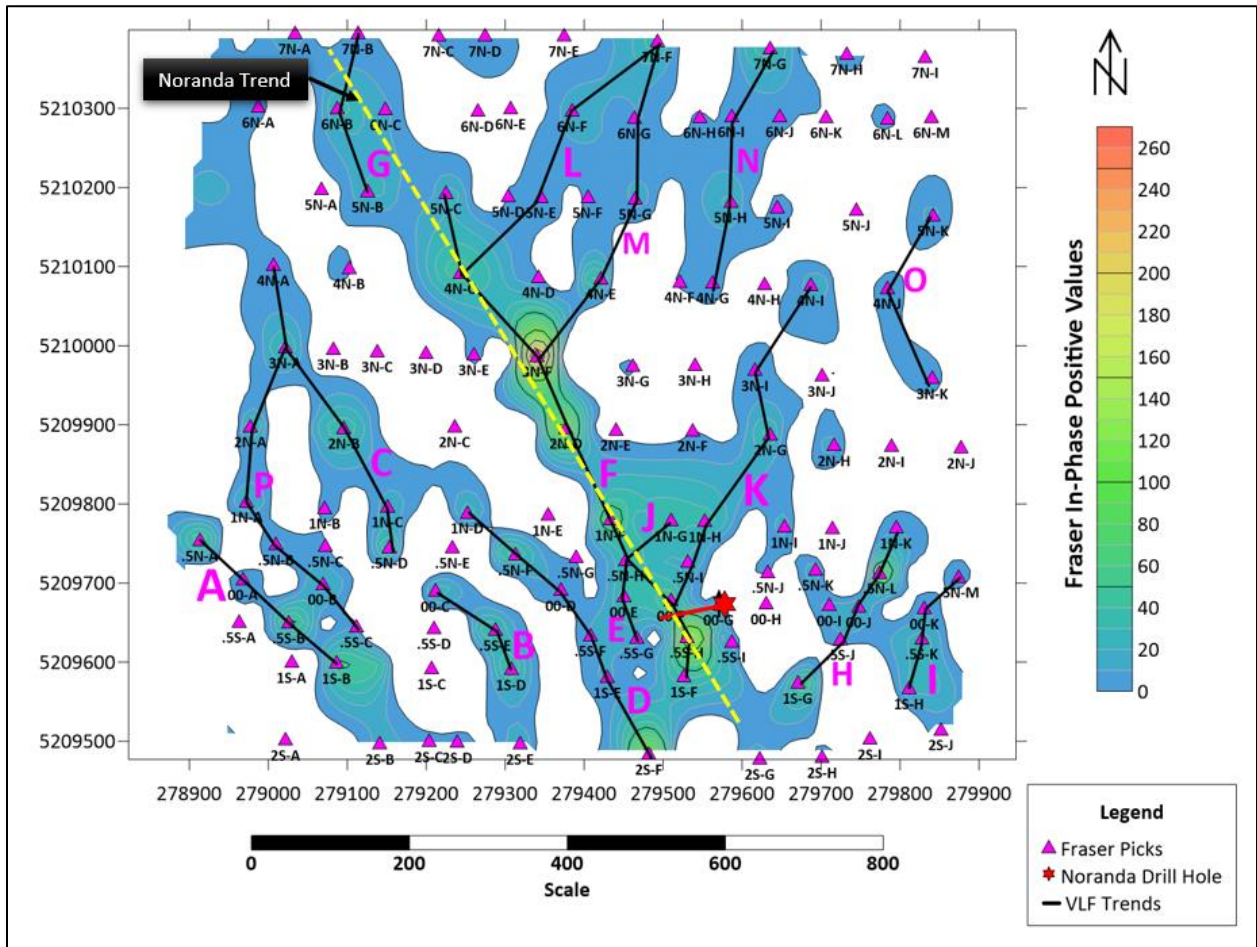 7N-A 7N-B 7N-C 7N-D 7N-E 7N-F 7N-G 7N-H 7N-I
Noranda Trend
N
5210300
6N-A 6N-B 6N-C 6N-D 6N-E 6N-F 6N-G 6N-H 6N-I 6N-J 6N-K 6N-L 6N-M
G L N
5210200
5N-A 5N-B 5N-C 5N-D 5N-E 5N-F 5N-G 5N-H 5N-I 5N-J 5N-K
M O
5210100
4N-A 4N-B 4N-D 4N-E 4N-F 4N-G 4N-H 4N-I 4N-J
5210000
3N-A 3N-B 3N-C 3N-D 3N-E 3N-F 3N-G 3N-H 3N-I 3N-J 3N-K
5209900
2N-A 2N-B 2N-C 2N-D 2N-E 2N-F 2N-G 2N-H 2N-I 2N-J
P C F J K
5209800
1N-A 1N-B 1N-C 1N-D 1N-E 1N-G 1N-H 1N-I 1N-J 1N-K
.5N-A .5N-B .5N-C .5N-D .5N-E .5N-F .5N-G .5N-H .5N-I .5N-J .5N-K .5N-L
5209700
A
00-A 00-B 00-C 00-D 00-E 00-G 00-H 00-I 00-J 00-K
.5S-A .5S-B .5S-C .5S-D .5S-E .5S-F .5S-G .5S-H .5S-I .5S-J .5S-K
B E H I
5209600
1S-A 1S-B 1S-C 1S-D 1S-E 1S-F 1S-G 1S-H
D
5209500
2S-A 2S-B 2S-C 2S-D 2S-E 2S-F 2S-G 2S-H 2S-I 2S-J
278900 279000 279100 279200 279300 279400 279500 279600 279700 279800 279900
0 200 400 600 800
Scale
260
240
220
200
180
160
140
120
100
80
60
40
20
0
Fraser In-Phase Positive Values
Legend
Fraser Picks
Noranda Drill Hole
VLF Trends